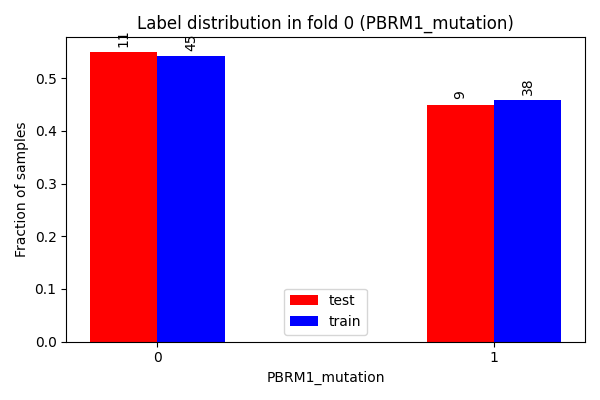 Label distribution in fold 0 (PBRM1_mutation)
11
45
9
38
Fraction of samples
0.5
0.4
0.3
0.2
0.1
0.0
test
train
0
1
PBRM1_mutation